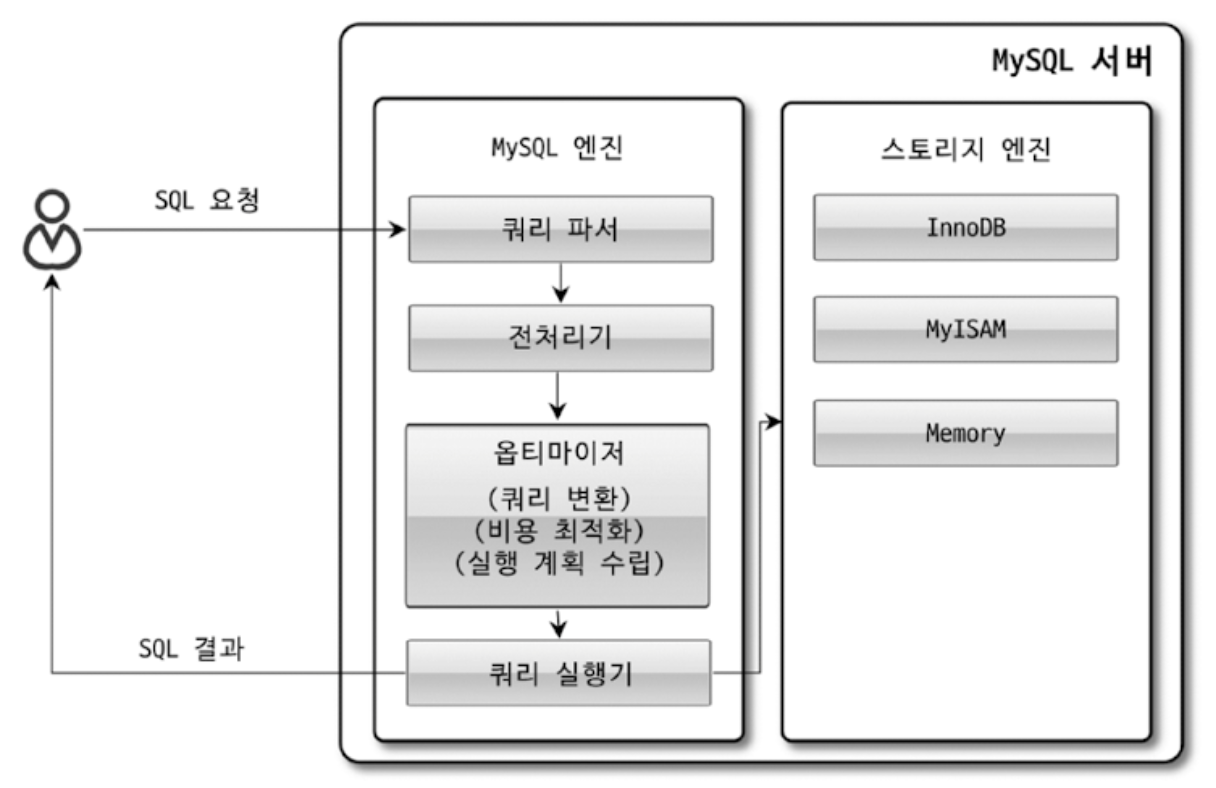 MySQL 서버
MySQL 엔진
스토리지 엔진
SQL 요청
쿼리 파서
InnoDB
전처리기
MyISAM
옵티마이저
(쿼리 변환)
(비용 최적화)
(실행 계획 수립)
Memory
SQL 결과
쿼리 실행기